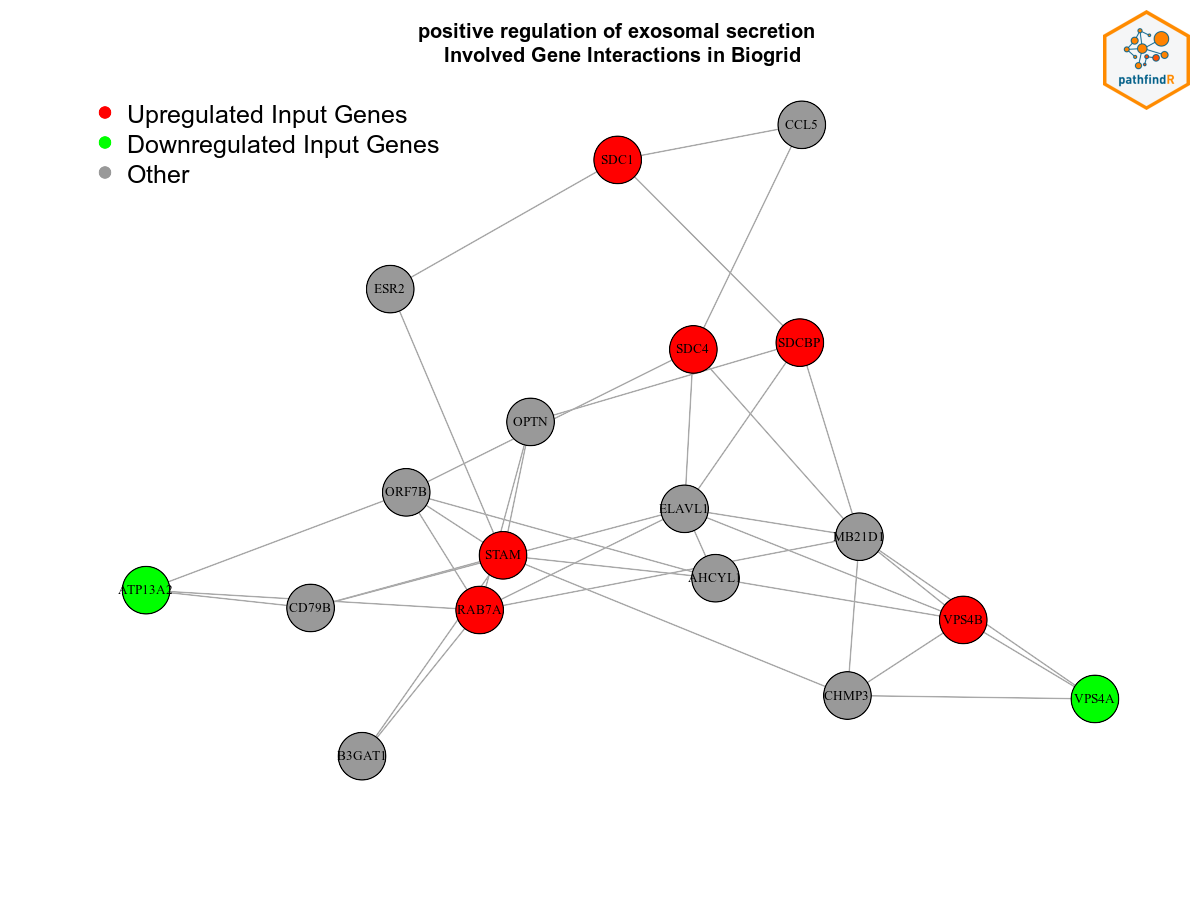 positive regulation of exosomal secretion
Involved Gene Interactions in Biogrid
pathfindR
Upregulated Input Genes
Downregulated Input Genes
Other
CCL5
SDC1
ESR2
SDC4
SDCBP
OPTN
ORF7B
ELAVL1
MB21D1
STAM
AHCYL1
ATP13A2
CD79B
RAB7A
VPS4B
CHMP3
VPS4A
B3GAT1